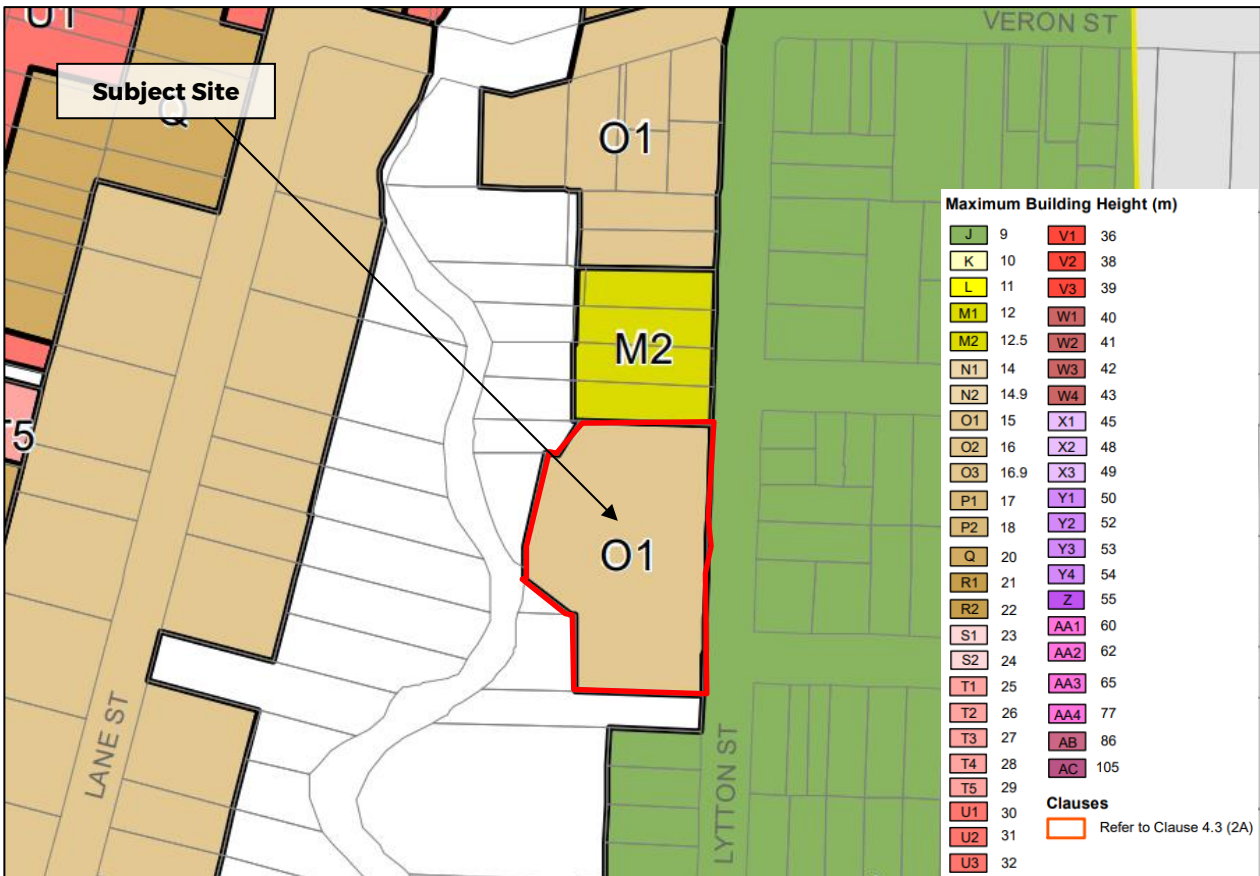 U1
VERON ST
Subject Site
Q
O1
M2
T5
O1
LANE ST
LYTTON ST
Maximum Building Height (m)
J 9
K 10
L 11
M1 12
M2 12.5
N1 14
N2 14.9
O1 15
O2 16
O3 16.9
P1 17
P2 18
Q 20
R1 21
R2 22
S1 23
S2 24
T1 25
T2 26
T3 27
T4 28
T5 29
U1 30
U2 31
U3 32
V1 36
V2 38
V3 39
W1 40
W2 41
W3 42
W4 43
X1 45
X2 48
X3 49
Y1 50
Y2 52
Y3 53
Y4 54
Z 55
AA1 60
AA2 62
AA3 65
AA4 77
AB 86
AC 105
Clauses
Refer to Clause 4.3 (2A)